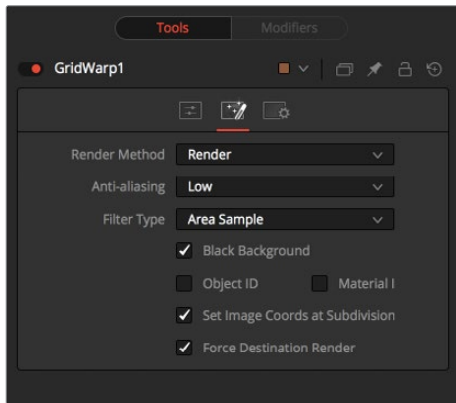 Tools Modifiers
GridWarp1
Render Method Render
Anti-aliasing Low
Filter Type Area Sample
Black Background
Object ID Material I
Set Image Coords at Subdivision
Force Destination Render